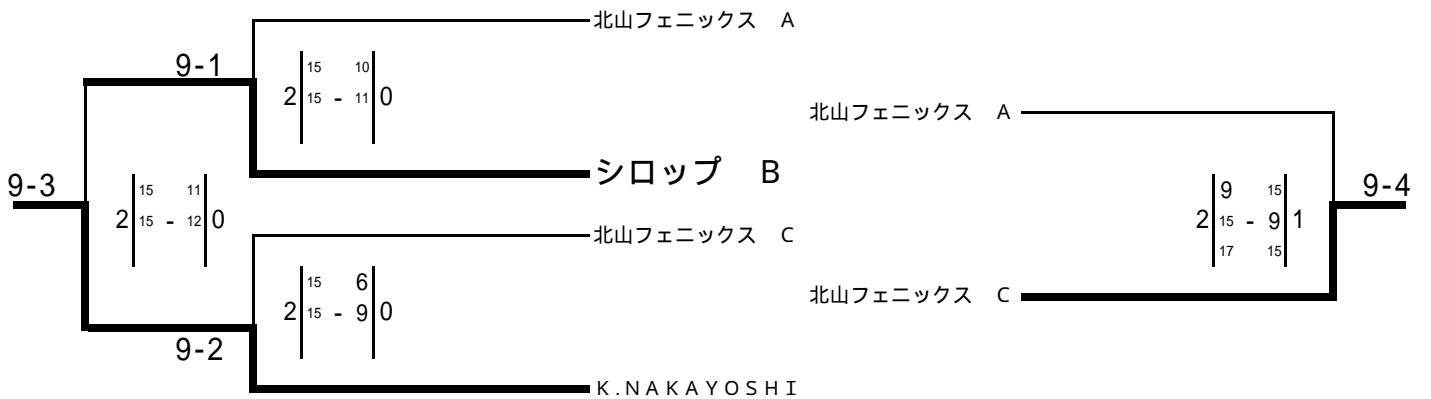 北山フェニックス　A
9-1
15 10
2 15 - 11 0
シロップ　B
9-3
15 11
2 15 - 12 0
北山フェニックス　C
15 6
2 15 - 9 0
9-2
K.NAKAYOSHI
北山フェニックス　A
9 15
2 15 - 9 1
17 15
9-4
北山フェニックス　C